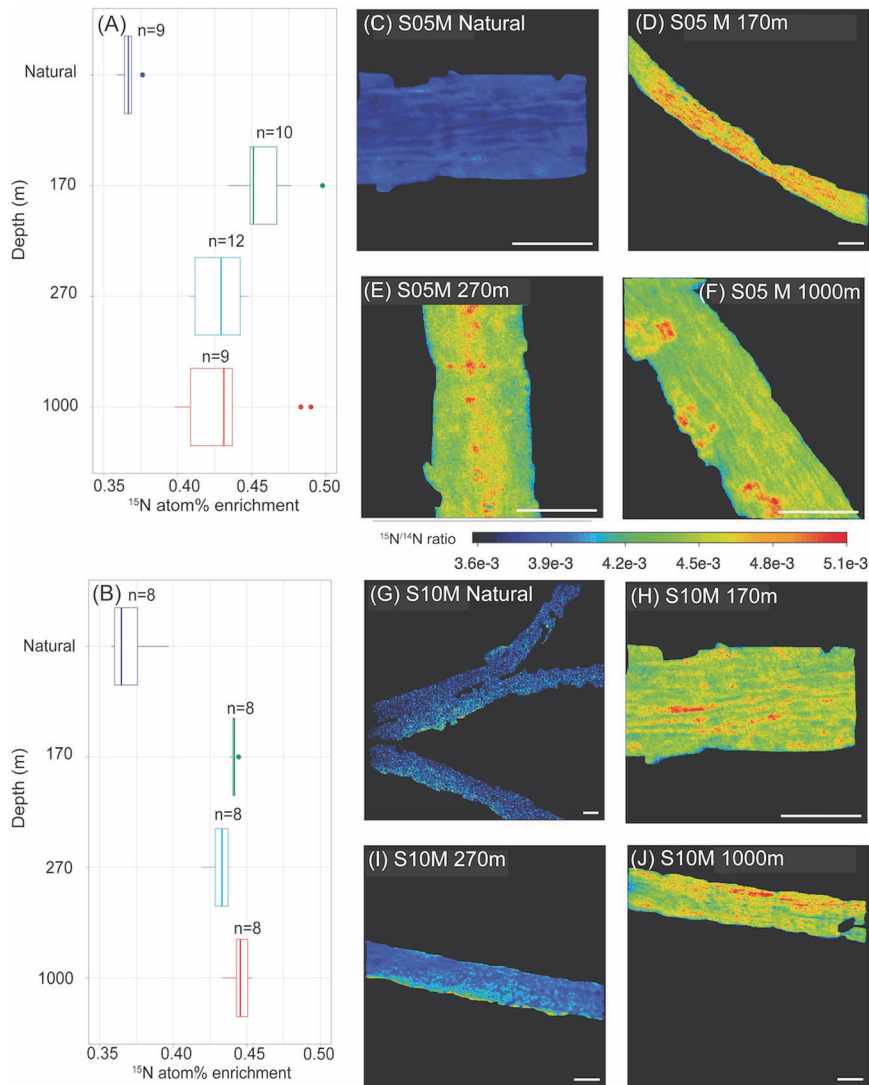 (A)
n=9
Natural
n=10
170
n=12
270
n=9
1000
Depth (m)
0.35 0.40 0.45 0.50
¹⁵N atom% enrichment
(C) S05M Natural
(D) S05 M 170m
(E) S05M 270m
(F) S05 M 1000m
¹⁵N/¹⁴N ratio
3.6e-3 3.9e-3 4.2e-3 4.5e-3 4.8e-3 5.1e-3
(B)
n=8
Natural
n=8
170
n=8
270
n=8
1000
Depth (m)
0.35 0.40 0.45 0.50
¹⁵N atom% enrichment
(G) S10M Natural
(H) S10M 170m
(I) S10M 270m
(J) S10M 1000m